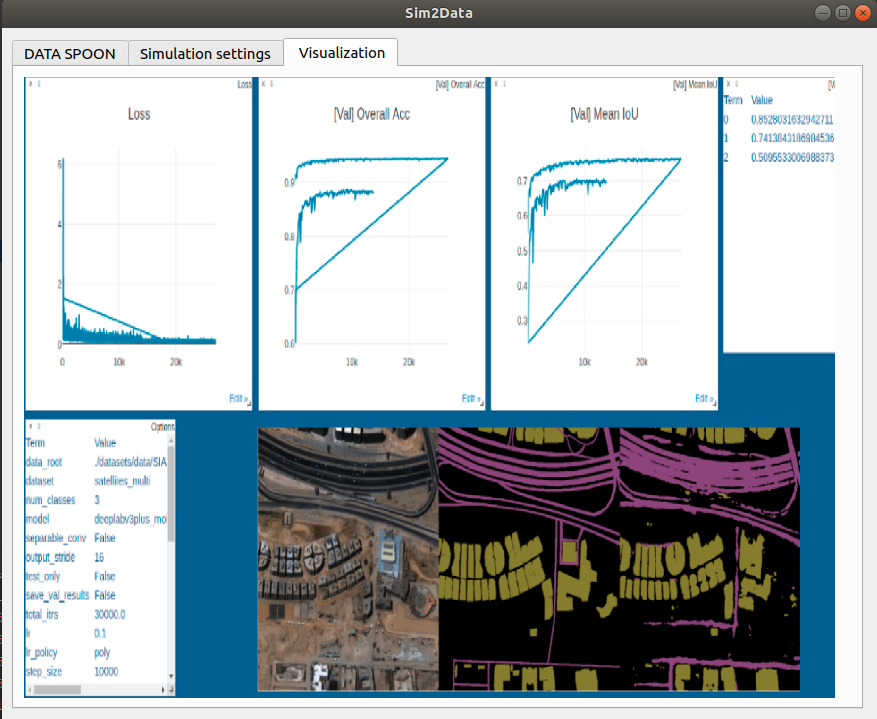 Sim2Data
DATA SPOON
Simulation settings
Visualization
Loss
Loss
6
4
2
0
0
10k
20k
Edit »
[Val] Overall Acc
[Val] Overall Acc
0.9
0.8
0.7
0.6
10k
20k
Edit »
[Val] Mean IoU
[Val] Mean IoU
0.7
0.6
0.5
0.4
0.3
10k
20k
Edit »
[V
Term Value
0 0.8528031632942711
1
2
Options
Term Value
data_root ./datasets/data/SIA
dataset satellites_multi
num_classes 3
model deeplabv3plus_mo
separable_conv False
output_stride 16
test_only False
save_val_results False
total_itrs 30000.0
lr 0.1
lr_policy poly
step_size 10000